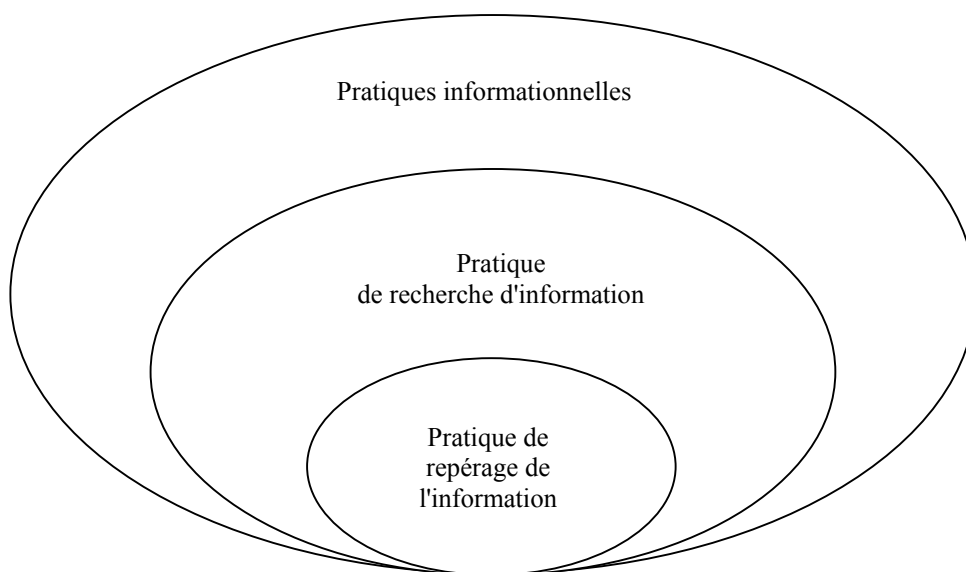 Pratiques informationnelles
Pratique
de recherche d'information
Pratique de
repérage de
l'information